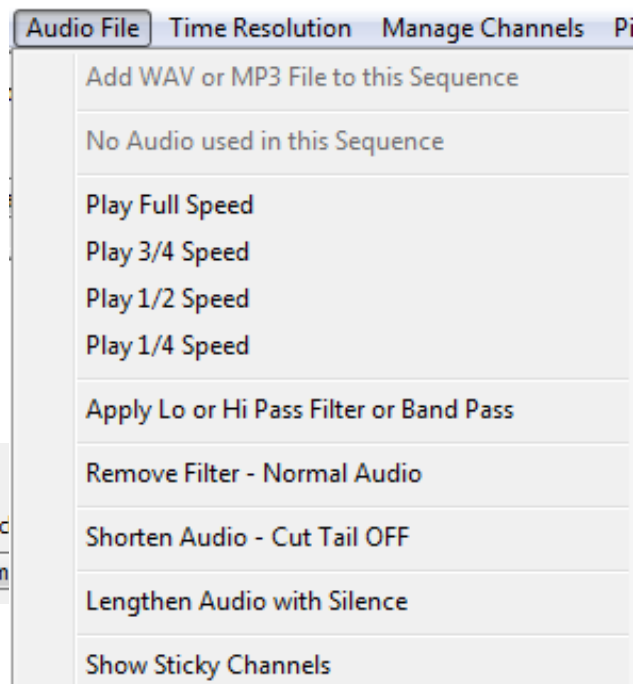 Audio File Time Resolution Manage Channels
Add WAV or MP3 File to this Sequence
No Audio used in this Sequence
Play Full Speed
Play 3/4 Speed
Play 1/2 Speed
Play 1/4 Speed
Apply Lo or Hi Pass Filter or Band Pass
Remove Filter - Normal Audio
Shorten Audio - Cut Tail OFF
Lengthen Audio with Silence
Show Sticky Channels